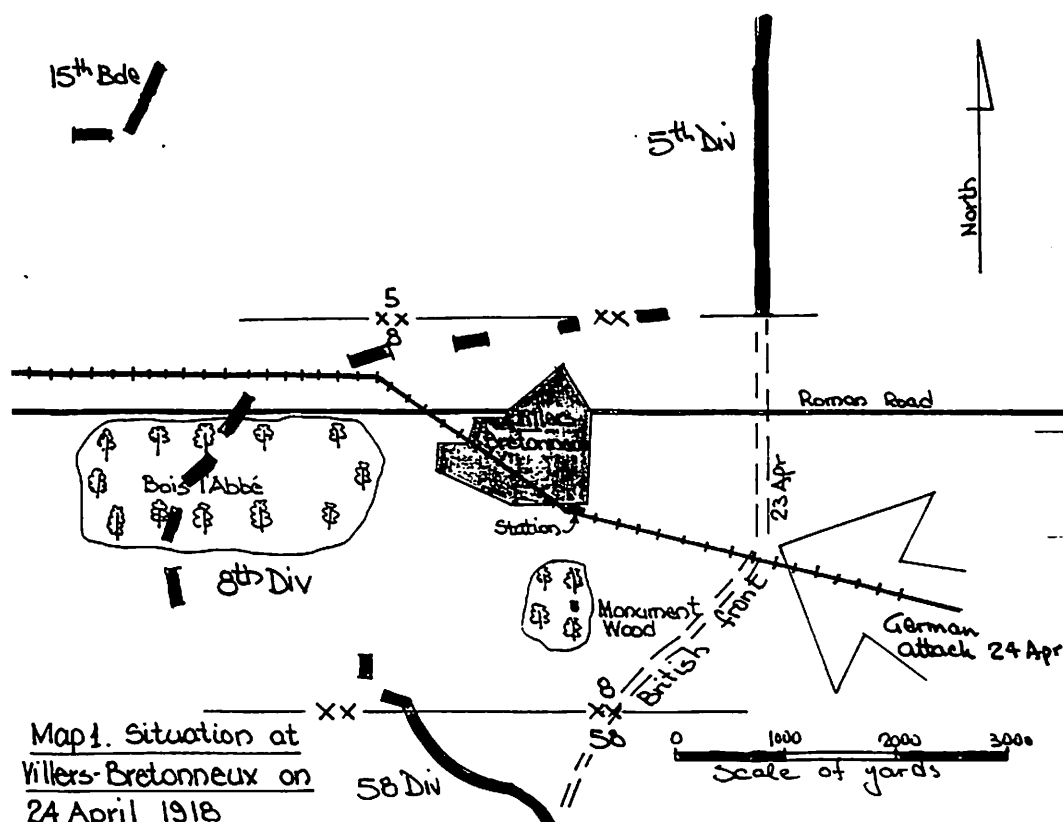 15th Bde
5th Div
North
5
XX
XX
8
Roman Road
Villers
Bretonneux
23 Apr
Bois l'Abbé
Station
8th Div
Monument
Wood
British front
German
attack 24 Apr
8
XX
XX
58
0 1000 2000 3000
Scale of yards
Map 1. Situation at
Villers-Bretonneux on
24 April 1918
58 Div